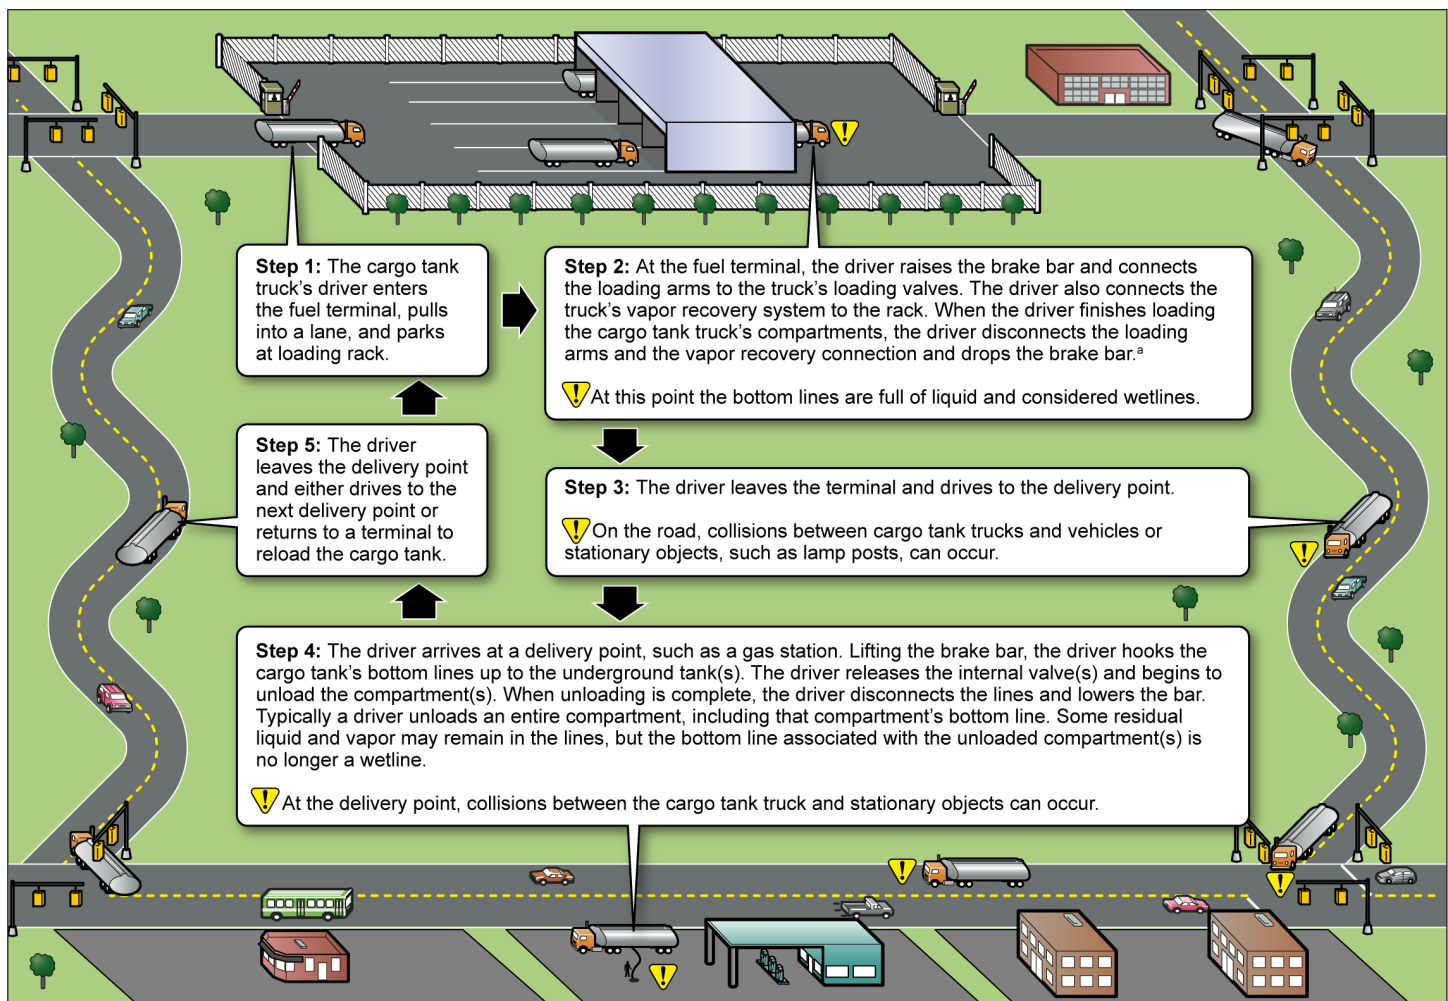 Step 1: The cargo tank
truck's driver enters
the fuel terminal, pulls
into a lane, and parks
at loading rack.
Step 2: At the fuel terminal, the driver raises the brake bar and connects
the loading arms to the truck's loading valves. The driver also connects the
truck's vapor recovery system to the rack. When the driver finishes loading
the cargo tank truck's compartments, the driver disconnects the loading
arms and the vapor recovery connection and drops the brake bar.ª
! At this point the bottom lines are full of liquid and considered wetlines.
Step 3: The driver leaves the terminal and drives to the delivery point.
! On the road, collisions between cargo tank trucks and vehicles or
stationary objects, such as lamp posts, can occur.
Step 4: The driver arrives at a delivery point, such as a gas station. Lifting the brake bar, the driver hooks the
cargo tank's bottom lines up to the underground tank(s). The driver releases the internal valve(s) and begins to
unload the compartment(s). When unloading is complete, the driver disconnects the lines and lowers the bar.
Typically a driver unloads an entire compartment, including that compartment's bottom line. Some residual
liquid and vapor may remain in the lines, but the bottom line associated with the unloaded compartment(s) is
no longer a wetline.
! At the delivery point, collisions between the cargo tank truck and stationary objects can occur.
Step 5: The driver
leaves the delivery point
and either drives to the
next delivery point or
returns to a terminal to
reload the cargo tank.